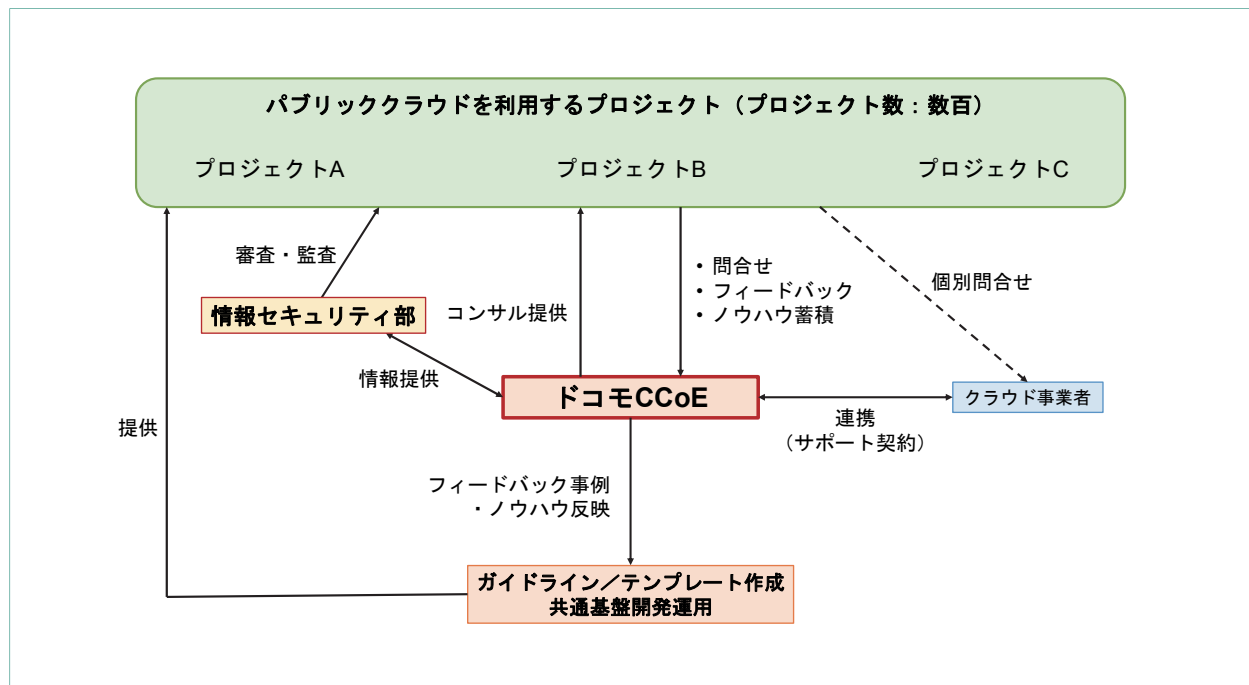 パブリッククラウドを利用するプロジェクト（プロジェクト数：数百）
プロジェクトA
プロジェクトB
プロジェクトC
審査・監査
情報セキュリティ部
コンサル提供
• 問合せ
• フィードバック
• ノウハウ蓄積
個別問合せ
情報提供
ドコモCCoE
クラウド事業者
連携
（サポート契約）
提供
フィードバック事例
・ノウハウ反映
ガイドライン／テンプレート作成
共通基盤開発運用